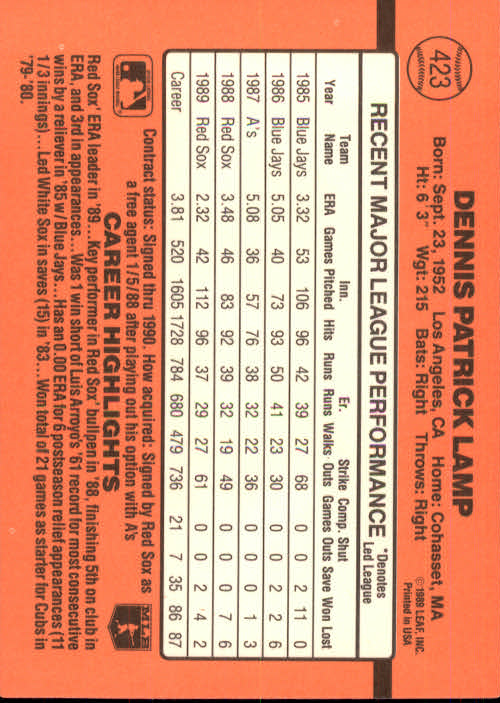 423
DENNIS PATRICK LAMP
Born: Sept. 23, 1952 Los Angeles, CA Home: Cohasset, MA
Ht: 6' 3" Wgt: 215 Bats: Right Throws: Right
©1989 LEAF, INC.
Printed in USA
RECENT MAJOR LEAGUE PERFORMANCE
*Denotes
Led League
Team Inn. Er. Strike Comp. Shut
Year Name ERA Games Pitched Hits Runs Runs Walks Outs Games Outs Save Won Lost
1985 Blue Jays 3.32 53 106 96 42 39 27 68 0 0 2 11 0
1986 Blue Jays 5.05 40 73 93 50 41 23 30 0 0 2 2 6
1987 A's 5.08 36 57 76 38 32 22 36 0 0 0 1 3
1988 Red Sox 3.48 46 83 92 39 32 19 49 0 0 0 7 6
1989 Red Sox 2.32 42 112 96 37 29 27 61 0 0 2 4 2
Career 3.81 520 1605 1728 784 680 479 736 21 7 35 86 87
Contract status: Signed thru 1990. How acquired: Signed by Red Sox as
a free agent 1/5/88 after playing out his option with A's
CAREER HIGHLIGHTS
MLB
Red Sox' ERA leader in '89...Key performer in Red Sox' bullpen in '88, finishing 5th on club in
ERA, and 3rd in appearances...Was 1 win short of Luis Arroyo's '61 record for most consecutive
wins by a reliever in '85 w/Blue Jays...Has an 0.00 ERA for 6 postseason relief appearances (11
1/3 innings)...Led White Sox in saves (15) in '83...Won total of 21 games as starter for Cubs in
'79-'80.